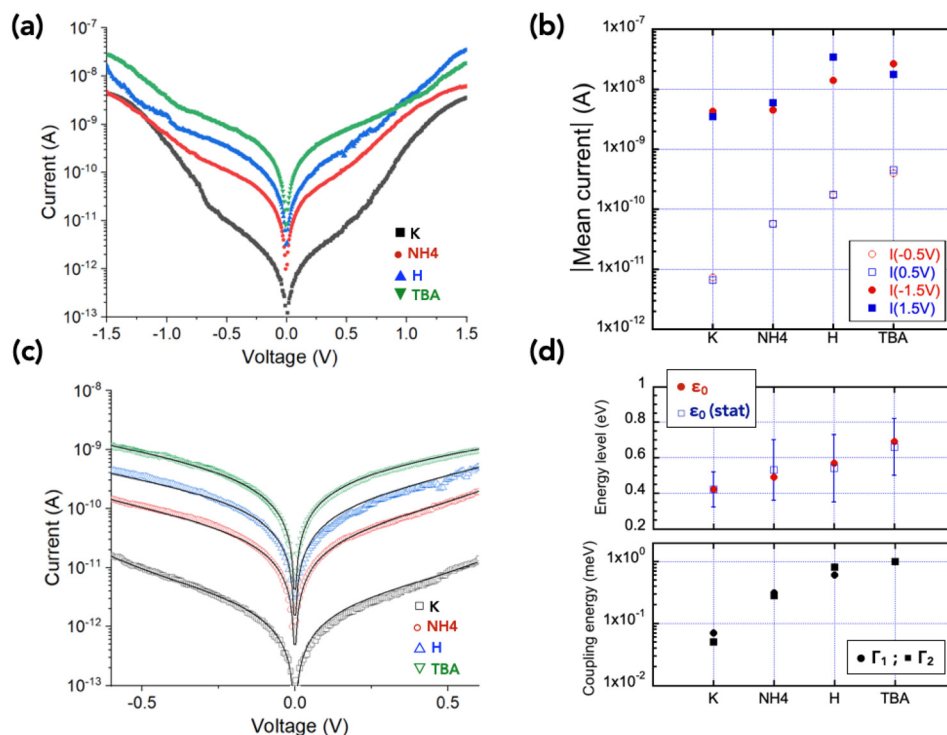 (a)
10⁻⁷
10⁻⁸
10⁻⁹
10⁻¹⁰
10⁻¹¹
10⁻¹²
10⁻¹³
Current (A)
K
NH4
H
TBA
-1.5 -1.0 -0.5 0.0 0.5 1.0 1.5
Voltage (V)
(b)
1x10⁻⁷
1x10⁻⁸
1x10⁻⁹
1x10⁻¹⁰
1x10⁻¹¹
1x10⁻¹²
|Mean current| (A)
I(-0.5V)
I(0.5V)
I(-1.5V)
I(1.5V)
K NH4 H TBA
(c)
10⁻⁸
10⁻⁹
10⁻¹⁰
10⁻¹¹
10⁻¹²
10⁻¹³
Current (A)
K
NH4
H
TBA
-0.5 0.0 0.5
Voltage (V)
(d)
ε₀
ε₀ (stat)
1
0.8
0.6
0.4
0.2
Energy level (eV)
1x10⁰
1x10⁻¹
1x10⁻²
Coupling energy (meV)
Γ₁ ; Γ₂
K NH4 H TBA